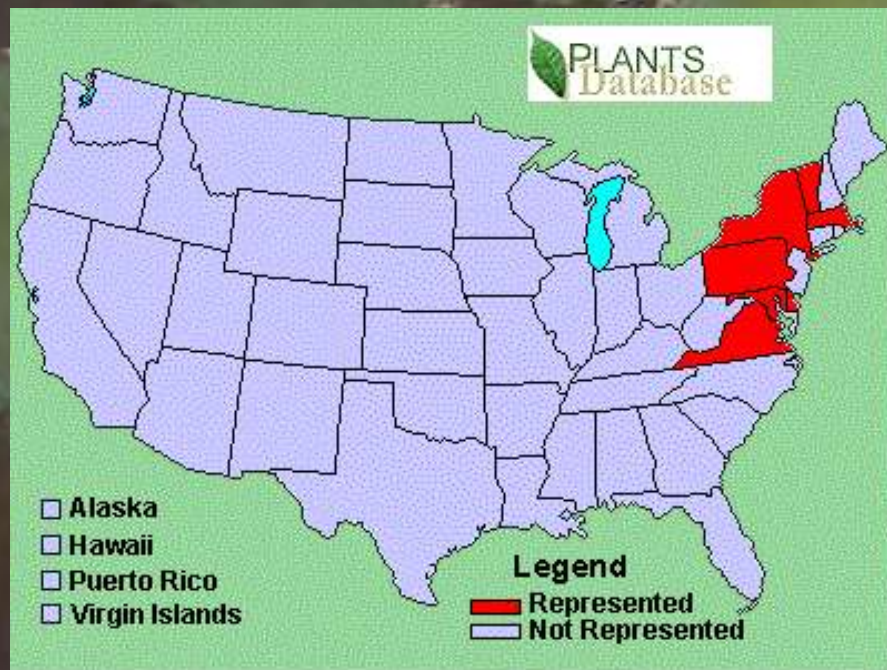 PLANTS
Database
Alaska
Hawaii
Puerto Rico
Virgin Islands
Legend
Represented
Not Represented